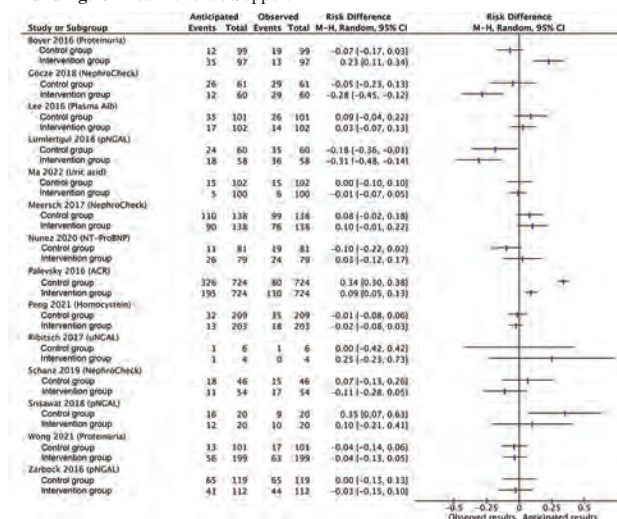 Anticipated Observed Risk Difference Risk Difference
Study or Subgroup Events Total Events Total M-H, Random, 95% CI M-H, Random, 95% CI
Boyer 2016 (Proteinuria)
Control group 12 99 19 99 -0.07 (-0.17, 0.03)
Intervention group 35 97 13 97 0.23 (0.11, 0.34)
Gocze 2018 (NephroCheck)
Control group 26 61 29 61 -0.05 (-0.23, 0.13)
Intervention group 12 60 29 60 -0.28 (-0.45, -0.12)
Lee 2016 (Plasma Alb)
Control group 35 101 26 101 0.09 (-0.04, 0.22)
Intervention group 17 102 14 102 0.03 (-0.07, 0.13)
Lumlertgul 2018 (pNGAL)
Control group 24 60 35 60 -0.18 (-0.36, -0.01)
Intervention group 18 58 36 58 -0.31 (-0.48, -0.14)
Ma 2022 (Uric acid)
Control group 15 102 15 102 0.00 (-0.10, 0.10)
Intervention group 5 100 6 100 -0.01 (-0.07, 0.05)
Meersch 2017 (NephroCheck)
Control group 110 138 99 138 0.08 (-0.02, 0.18)
Intervention group 90 138 76 138 0.10 (-0.01, 0.22)
Nunez 2020 (NT-ProBNP)
Control group 11 81 19 81 -0.10 (-0.22, 0.02)
Intervention group 26 79 24 79 0.03 (-0.12, 0.17)
Palevsky 2016 (ACR)
Control group 326 724 80 724 0.34 (0.30, 0.38)
Intervention group 195 724 130 724 0.09 (0.05, 0.13)
Peng 2021 (Homocystein)
Control group 32 209 35 209 -0.01 (-0.08, 0.06)
Intervention group 13 203 18 203 -0.02 (-0.08, 0.03)
Ribitsch 2017 (uNGAL)
Control group 1 6 1 6 0.00 (-0.42, 0.42)
Intervention group 1 4 0 4 0.25 (-0.23, 0.73)
Schanz 2019 (NephroCheck)
Control group 18 46 15 46 0.07 (-0.13, 0.26)
Intervention group 11 54 17 54 -0.11 (-0.28, 0.05)
Srisawat 2018 (pNGAL)
Control group 16 20 9 20 0.35 (0.07, 0.63)
Intervention group 12 20 10 20 0.10 (-0.21, 0.41)
Wong 2021 (Proteinuria)
Control group 13 101 17 101 -0.04 (-0.14, 0.06)
Intervention group 56 199 63 199 -0.04 (-0.13, 0.05)
Zarbock 2016 (pNGAL)
Control group 65 119 65 119 0.00 (-0.13, 0.13)
Intervention group 41 112 44 112 -0.03 (-0.15, 0.10)
-0.5 -0.25 0 0.25 0.5
Observed results Anticipated results